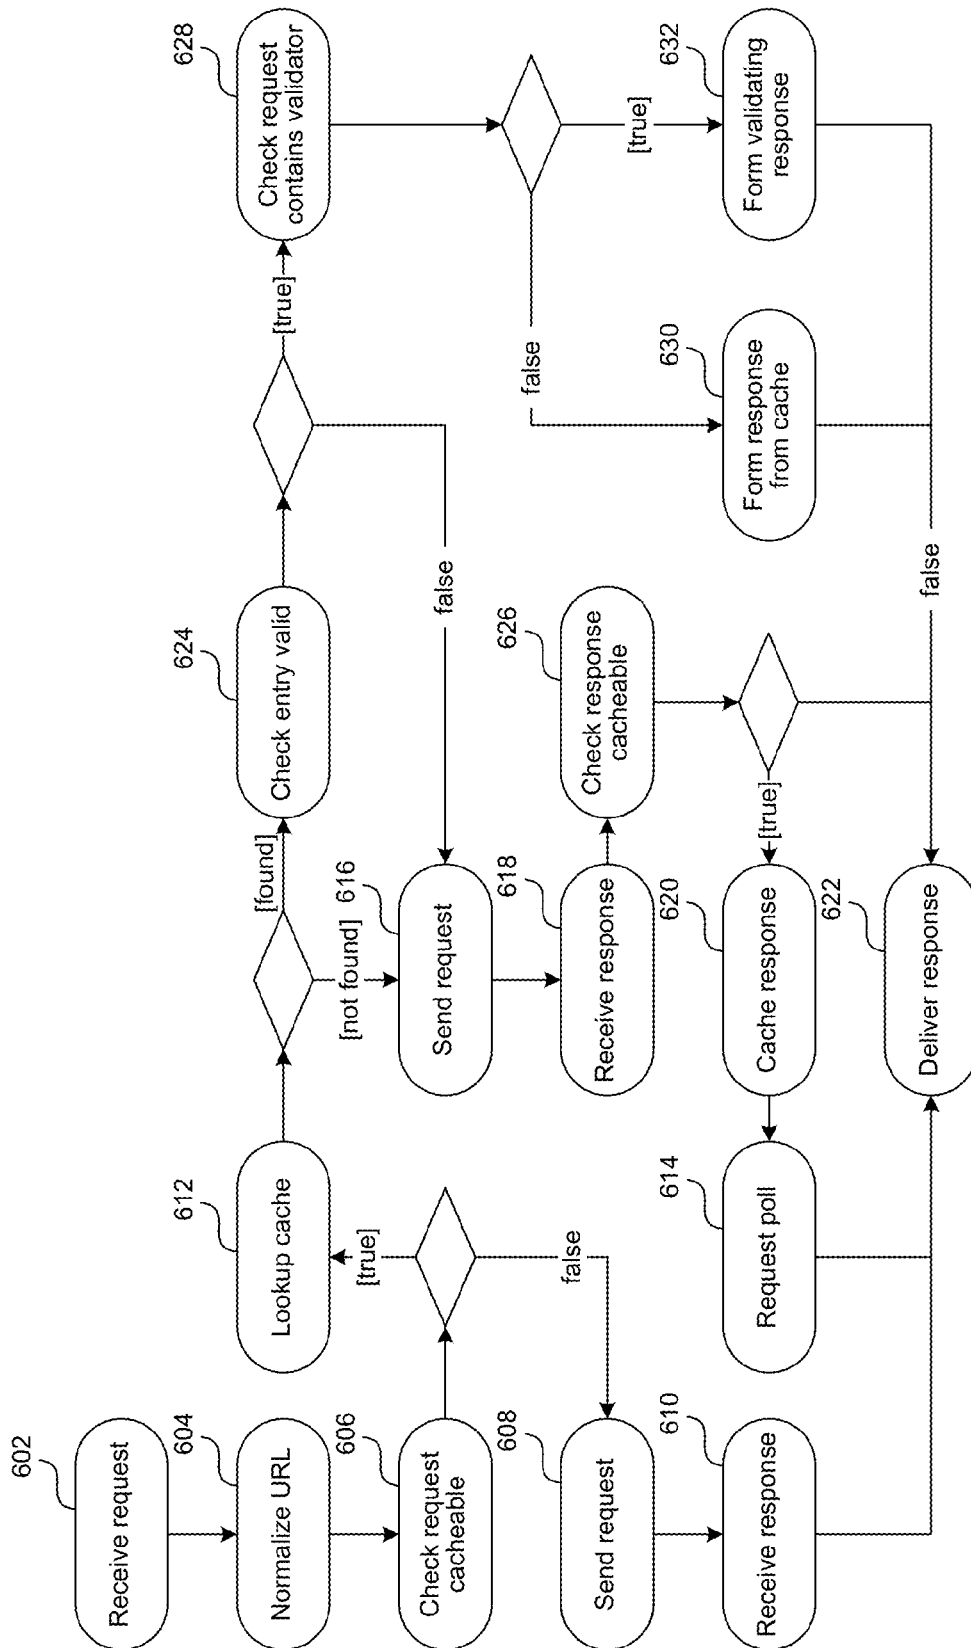 602
Receive request
604
Normalize URL
606
Check request
cacheable
608
Send request
610
Receive response
612
Lookup cache
[true]
false
614
Request poll
[found]
[not found]
616
Send request
618
Receive response
620
Cache response
622
Deliver response
624
Check entry valid
false
626
Check response
cacheable
[true]
false
[true]
628
Check request
contains validator
false
[true]
630
Form response
from cache
632
Form validating
response